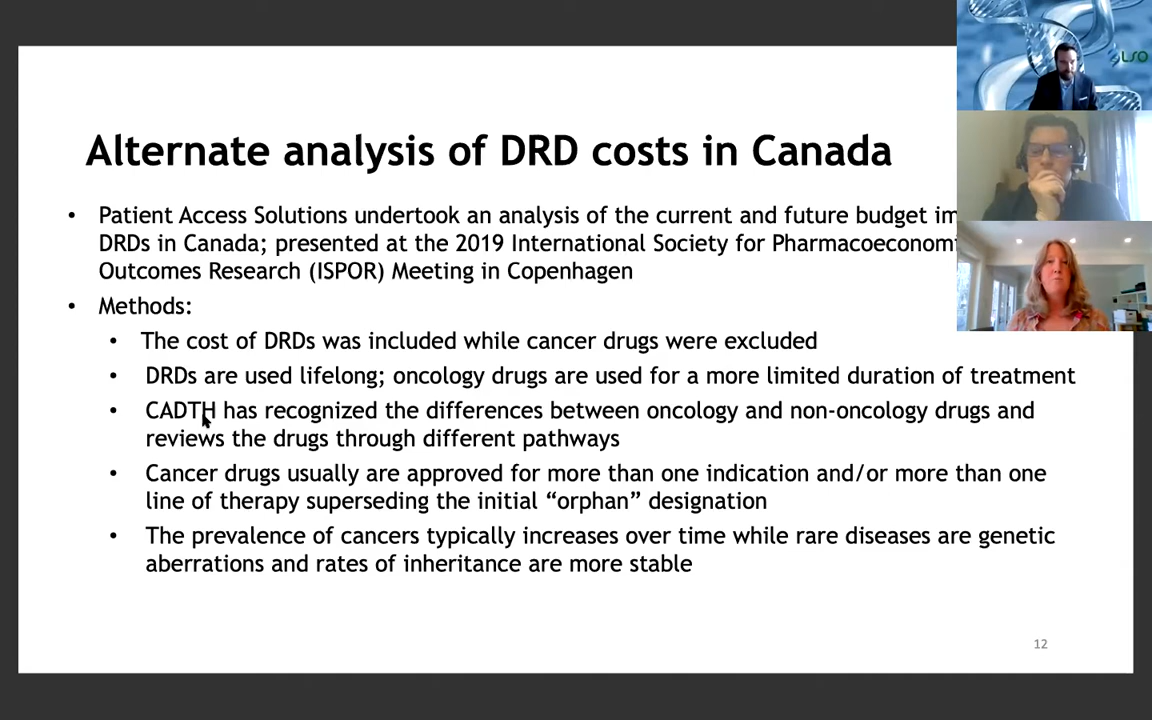 Alternate analysis of DRD costs in Canada
• Patient Access Solutions undertook an analysis of the current and future budget
DRDs in Canada; presented at the 2019 International Society for
Outcomes Research (ISPOR) Meeting in Copenhagen
• Methods:
• The cost of DRDs was included while cancer drugs were excluded
• DRDs are used lifelong; oncology drugs are used for a more limited duration of treatment
• CADTH has recognized the differences between oncology and non-oncology drugs and
reviews the drugs through different pathways
• Cancer drugs usually are approved for more than one indication and/or more than one
line of therapy superseding the initial “orphan” designation
• The prevalence of cancers typically increases over time while rare diseases are genetic
aberrations and rates of inheritance are more stable
12
LSO